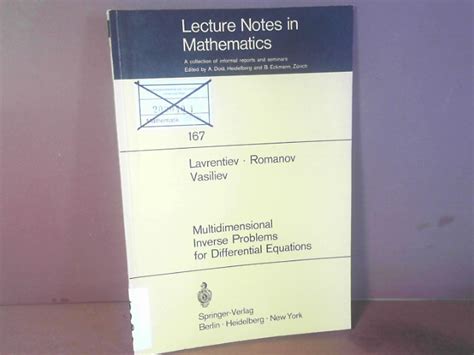 Lecture Notes in
Mathematics
A collection of informal reports and seminars
Edited by A. Dold, Heidelberg and B. Eckmann, Zürich
Mathematik
167
Lavrentiev · Romanov
Vasiliev
Multidimensional
Inverse Problems
for Differential Equations
Springer-Verlag
Berlin · Heidelberg · New York